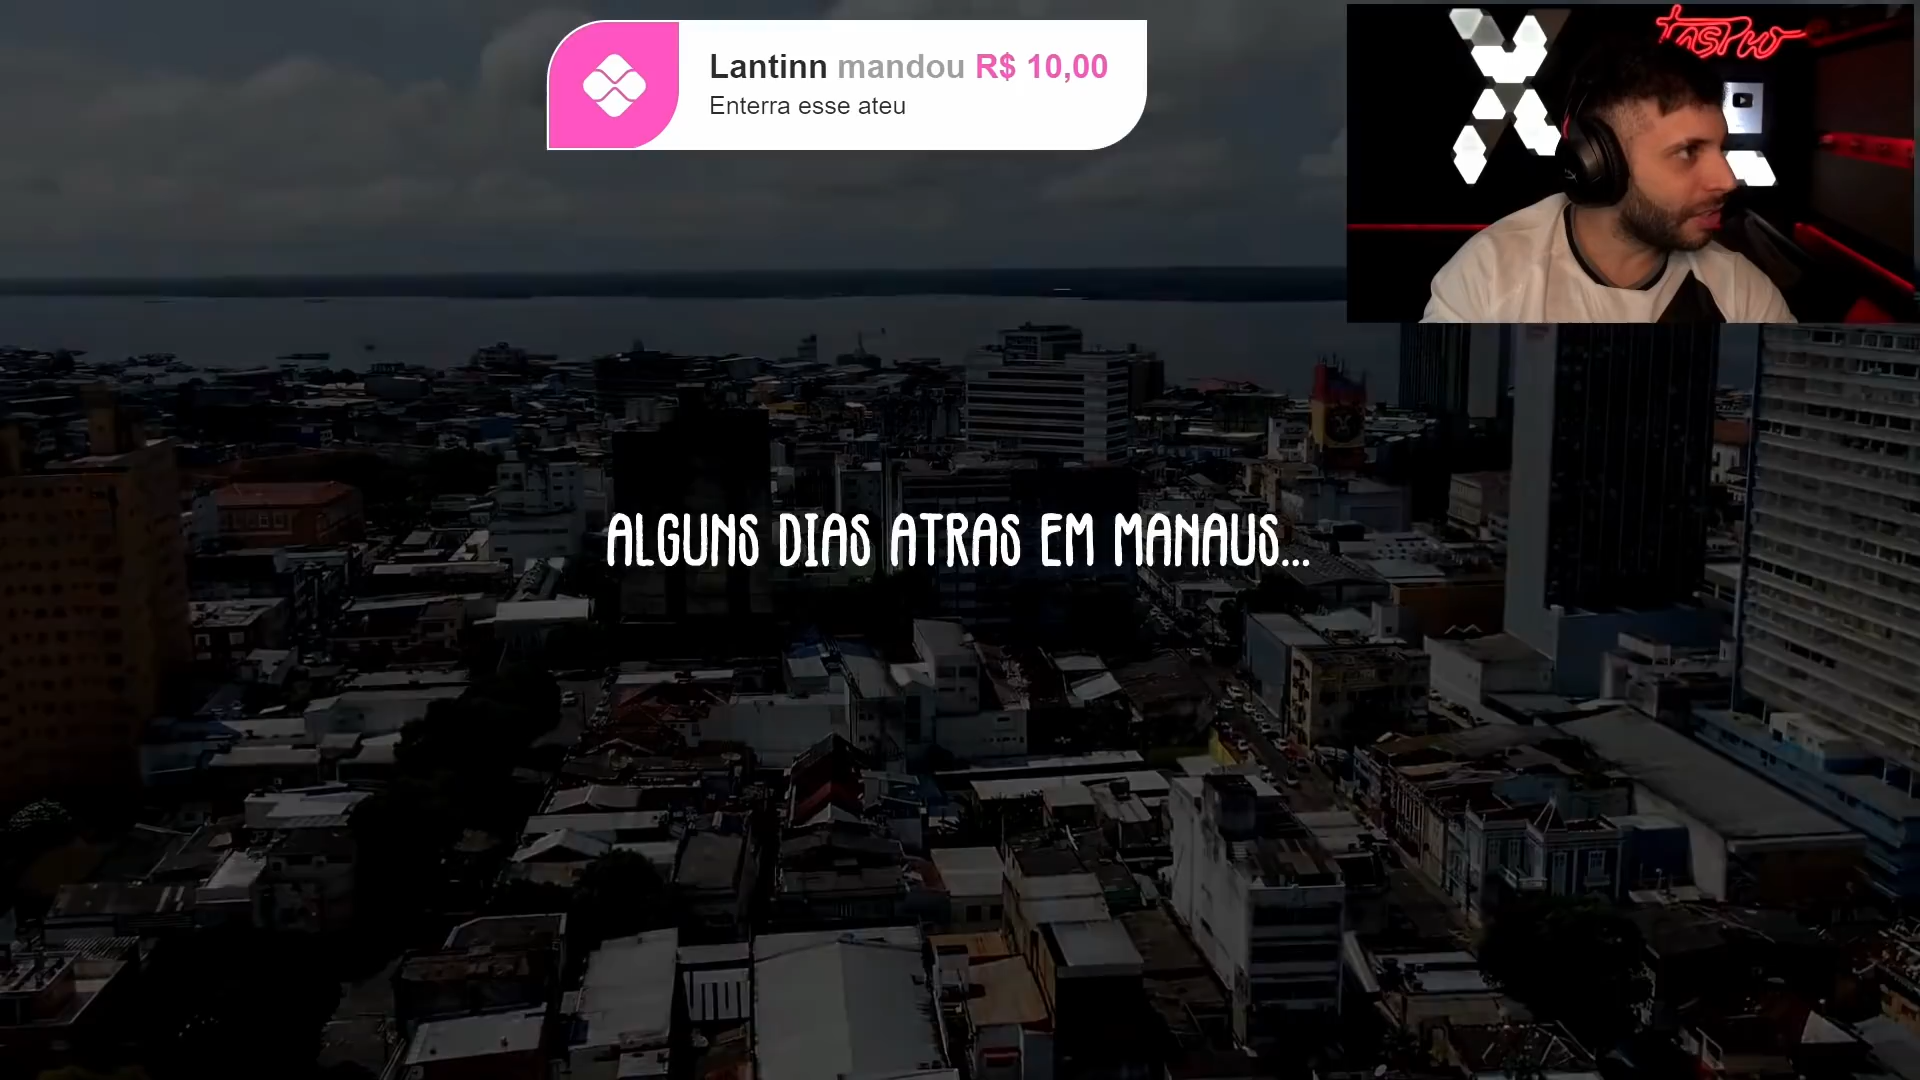 Lantinn mandou R$ 10,00
Enterra esse ateu
ALGUNS DIAS ATRAS EM MANAUS...